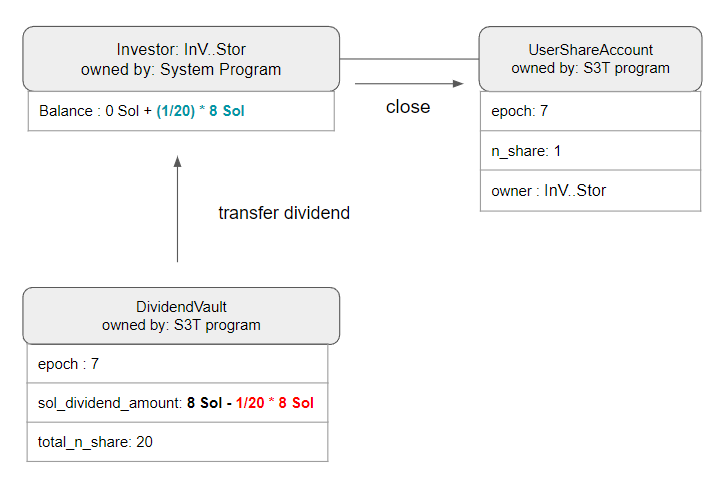 Investor: InV..Stor
owned by: System Program
Balance : 0 Sol + (1/20) * 8 Sol
UserShareAccount
owned by: S3T program
close
epoch: 7
n_share: 1
owner : InV..Stor
transfer dividend
DividendVault
owned by: S3T program
epoch : 7
sol_dividend_amount: 8 Sol - 1/20 * 8 Sol
total_n_share: 20